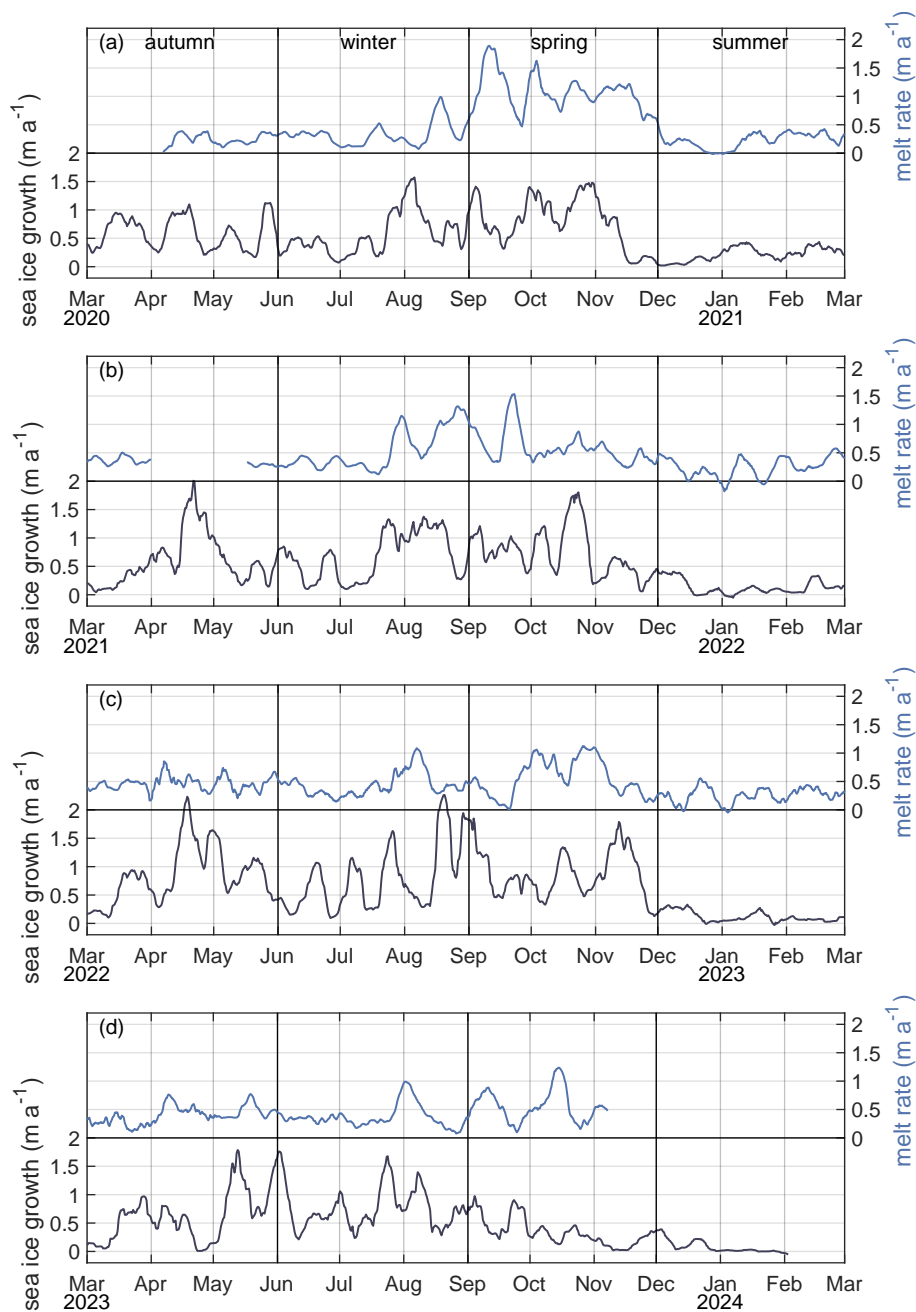 (a) autumn winter spring summer
sea ice growth (m a⁻¹)
2
1.5
1
0.5
0
melt rate (m a⁻¹)
2
1.5
1
0.5
0
Mar Apr May Jun Jul Aug Sep Oct Nov Dec Jan Feb Mar
2020 2021
(b)
sea ice growth (m a⁻¹)
2
1.5
1
0.5
0
melt rate (m a⁻¹)
2
1.5
1
0.5
0
Mar Apr May Jun Jul Aug Sep Oct Nov Dec Jan Feb Mar
2021 2022
(c)
sea ice growth (m a⁻¹)
2
1.5
1
0.5
0
melt rate (m a⁻¹)
2
1.5
1
0.5
0
Mar Apr May Jun Jul Aug Sep Oct Nov Dec Jan Feb Mar
2022 2023
(d)
sea ice growth (m a⁻¹)
2
1.5
1
0.5
0
melt rate (m a⁻¹)
2
1.5
1
0.5
0
Mar Apr May Jun Jul Aug Sep Oct Nov Dec Jan Feb Mar
2023 2024